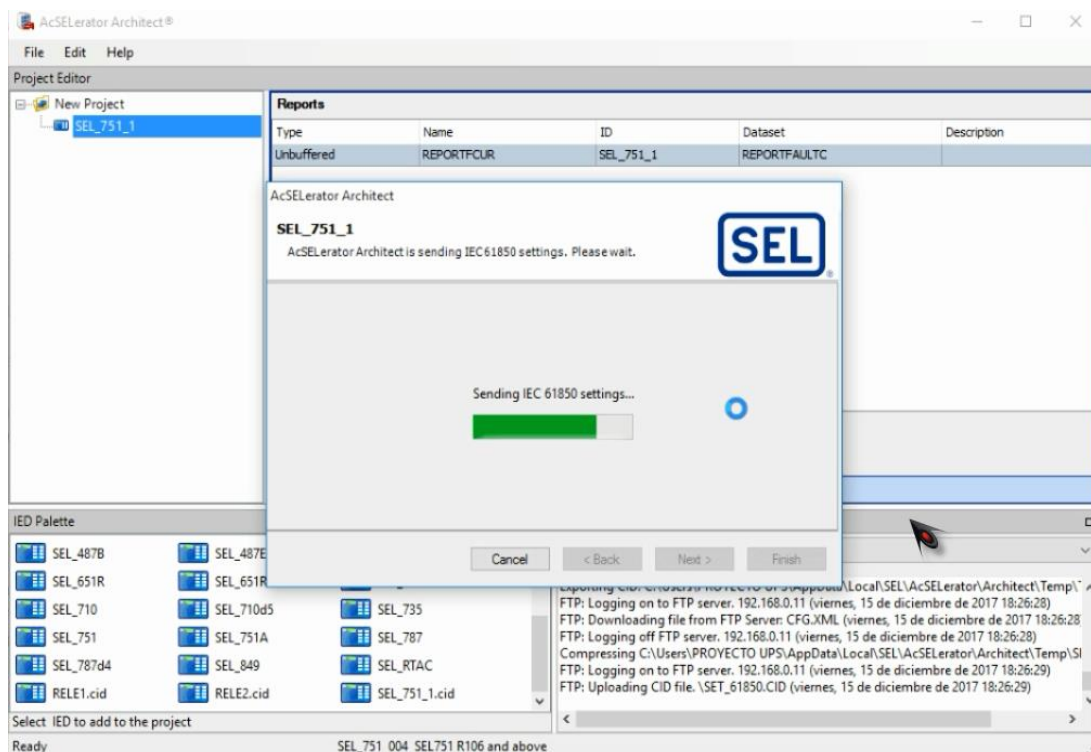 AcSELerator Architect®
File Edit Help
Project Editor
New Project
SEL_751_1
Reports
Type Name ID Dataset Description
Unbuffered REPORTFCUR SEL_751_1 REPORTFAULTC
AcSELerator Architect
SEL_751_1
AcSELerator Architect is sending IEC61850 settings. Please wait.
SEL®
Sending IEC 61850 settings...
Cancel < Back Next > Finish
IED Palette
SEL_487B SEL_487E
SEL_651R SEL_651R
SEL_710 SEL_710d5 SEL_735
SEL_751 SEL_751A SEL_787
SEL_787d4 SEL_849 SEL_RTAC
RELE1.cid RELE2.cid SEL_751_1.cid
Select IED to add to the project
FTP: Logging on to FTP server. 192.168.0.11 (viernes, 15 de diciembre de 2017 18:26:28)
FTP: Downloading file from FTP Server: CFG.XML (viernes, 15 de diciembre de 2017 18:26:28
FTP: Logging off FTP server. 192.168.0.11 (viernes, 15 de diciembre de 2017 18:26:28)
Compressing C:\Users\PROYECTO UPS\AppData\Local\SEL\AcSELerator\Architect\Temp\
FTP: Logging on to FTP server. 192.168.0.11 (viernes, 15 de diciembre de 2017 18:26:29)
FTP: Uploading CID file. \SET_61850.CID (viernes, 15 de diciembre de 2017 18:26:29)
Ready SEL_751 004 SEL751 R106 and above